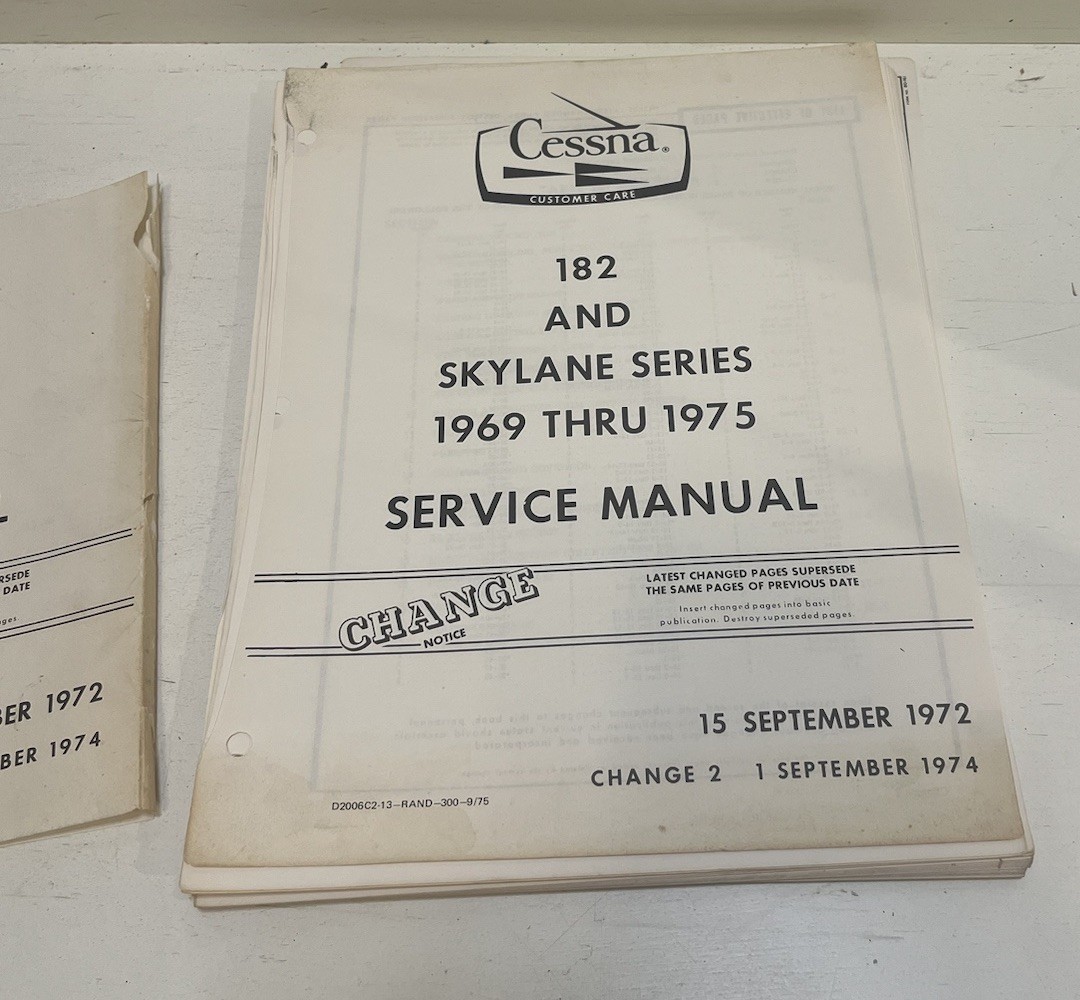 Cessna®
CUSTOMER CARE
182
AND
SKYLANE SERIES
1969 THRU 1975
SERVICE MANUAL
CHANGE
NOTICE
LATEST CHANGED PAGES SUPERSEDE
THE SAME PAGES OF PREVIOUS DATE
Insert changed pages into basic
publication. Destroy superseded pages.
15 SEPTEMBER 1972
CHANGE 2 1 SEPTEMBER 1974
D2006C2-13–RAND–300–9/75
RSEDE
DATE
ges
BER 1972
BER 1974